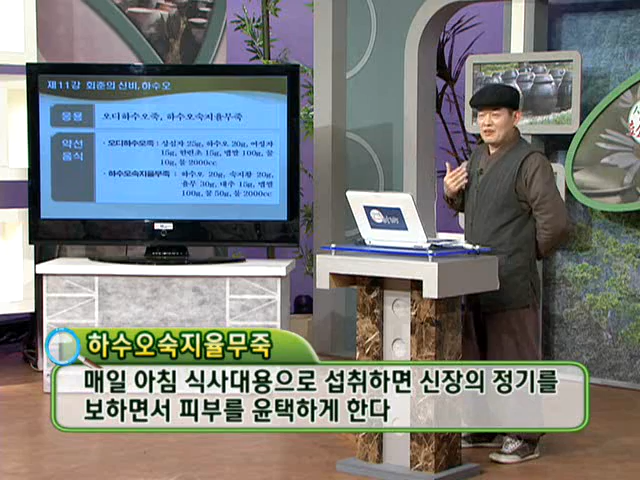 제11강 회춘의 신비, 하수오
응용
오디하수오죽, 하수오숙지율무죽
약선
음식
· 오디하수오죽 : 상심자 25g, 하수오 20g, 여정자
15g, 한련초 15g, 멥쌀 100g, 꿀
10g, 물 2000cc
· 하수오숙지율무죽 : 하수오 20g, 숙지황 20g,
율무 30g, 대추 15g, 멥쌀
100g, 꿀 50g, 물 2000cc
하수오숙지율무죽
매일 아침 식사대용으로 섭취하면 신장의 정기를
보하면서 피부를 윤택하게 한다